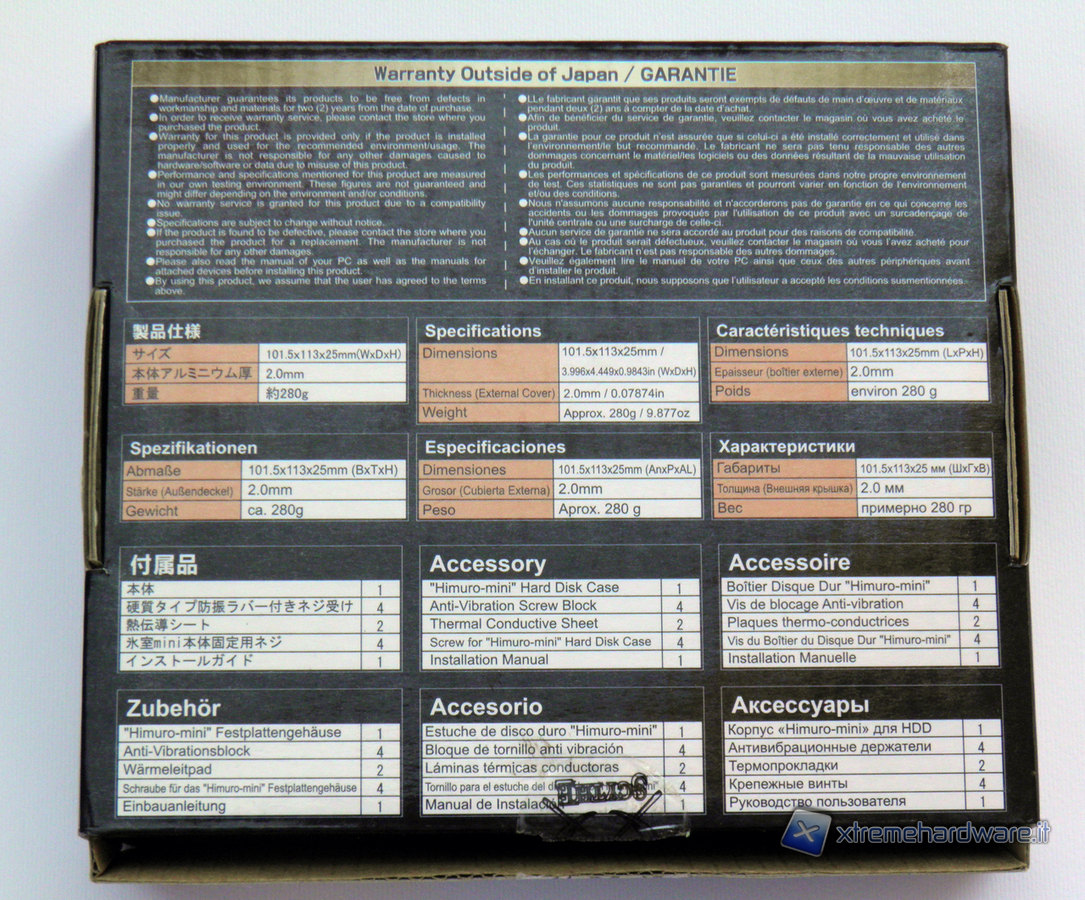 Warranty Outside of Japan / GARANTIE
●Manufacturer guarantees its products to be free from defects in
workmanship and materials for two (2) years from the date of purchase.
●In order to receive warranty service, please contact the store where you
purchased the product.
●Warranty for this product is provided only if the product is installed
properly and used for the recommended environment/usage. The
manufacturer is not responsible for any other damages caused to
hardware/software or data due to misuse of this product.
●Performance and specifications mentioned for this product are measured
in our own testing environment. These figures are not guaranteed and
might differ depending on the environment and/or conditions.
●No warranty service is granted for this product due to a compatibility
issue.
●Specifications are subject to change without notice.
●If the product is found to be defective, please contact the store where you
purchased the product for a replacement. The manufacturer is not
responsible for any other damages.
●Please also read the manual of your PC as well as the manuals for
attached devices before installing this product.
●By using this product, we assume that the user has agreed to the terms
above.
●LLe fabricant garantit que ses produits seront exempts de défauts de main d'œuvre et de matériaux
pendant deux (2) ans à compter de la date d'achat.
●Afin de bénéficier du service de garantie, veuillez contacter le magasin où vous avez acheté le
produit.
●La garantie pour ce produit n'est assurée que si celui-ci a été installé correctement et utilisé dans
l'environnement/le but recommandé. Le fabricant ne sera pas tenu responsable des autres
dommages concernant le matériel/les logiciels ou des données résultant de la mauvaise utilisation
du produit.
●Les performances et spécifications de ce produit sont mesurées dans notre propre environnement
de test. Ces statistiques ne sont pas garanties et pourront varier en fonction de l'environnement
et/ou des conditions.
●Nous n'assumons aucune responsabilité et n'accorderons pas de garantie en ce qui concerne les
accidents ou les dommages provoqués par l'utilisation de ce produit avec un surcadençage de
l'unité centrale ou une surcharge de celle-ci.
●Aucun service de garantie ne sera accordé au produit pour des raisons de compatibilité.
●Au cas où le produit serait défectueux, veuillez contacter le magasin où vous l'avez acheté pour
l'échanger. Le fabricant n'est pas responsable des autres dommages.
●Veuillez également lire le manuel de votre PC ainsi que ceux des autres périphériques avant
d'installer le produit.
●En installant ce produit, nous supposons que l'utilisateur a accepté les conditions susmentionnées.
製品仕様
サイズ 101.5x113x25mm(WxDxH)
本体アルミニウム厚 2.0mm
重量 約280g
Specifications
Dimensions 101.5x113x25mm /
3.996x4.449x0.9843in (WxDxH)
Thickness (External Cover) 2.0mm / 0.07874in
Weight Approx. 280g / 9.877oz
Caractéristiques techniques
Dimensions 101.5x113x25mm (LxPxH)
Epaisseur (boîtier externe) 2.0mm
Poids environ 280 g
Spezifikationen
Abmaße 101.5x113x25mm (BxTxH)
Stärke (Außendeckel) 2.0mm
Gewicht ca. 280g
Especificaciones
Dimensiones 101.5x113x25mm (AnxPxAL)
Grosor (Cubierta Externa) 2.0mm
Peso Aprox. 280 g
Характеристики
Габариты 101.5x113x25 мм (ШxГxВ)
Толщина (Внешняя крышка) 2.0 мм
Вес примерно 280 гр
付属品
本体 1
硬質タイプ防振ラバー付きネジ受け 4
熱伝導シート 2
氷室mini本体固定用ネジ 4
インストールガイド 1
Accessory
"Himuro-mini" Hard Disk Case 1
Anti-Vibration Screw Block 4
Thermal Conductive Sheet 2
Screw for "Himuro-mini" Hard Disk Case 4
Installation Manual 1
Accessoire
Boîtier Disque Dur "Himuro-mini" 1
Vis de blocage Anti-vibration 4
Plaques thermo-conductrices 2
Vis du Boîtier du Disque Dur "Himuro-mini" 4
Installation Manuelle 1
Zubehör
"Himuro-mini" Festplattengehäuse 1
Anti-Vibrationsblock 4
Wärmeleitpad 2
Schraube für das "Himuro-mini" Festplattengehäuse 4
Einbauanleitung 1
Accesorio
Estuche de disco duro "Himuro-mini" 1
Bloque de tornillo anti vibración 4
Láminas térmicas conductoras 2
Tornillo para el estuche del 4
Manual de 1
SCYTHE
Аксессуары
Корпус «Himuro-mini» для HDD 1
Антивибрационные держатели 4
Термопрокладки 2
Крепежные винты 4
Руководство пользователя 1
xtremehardware.it